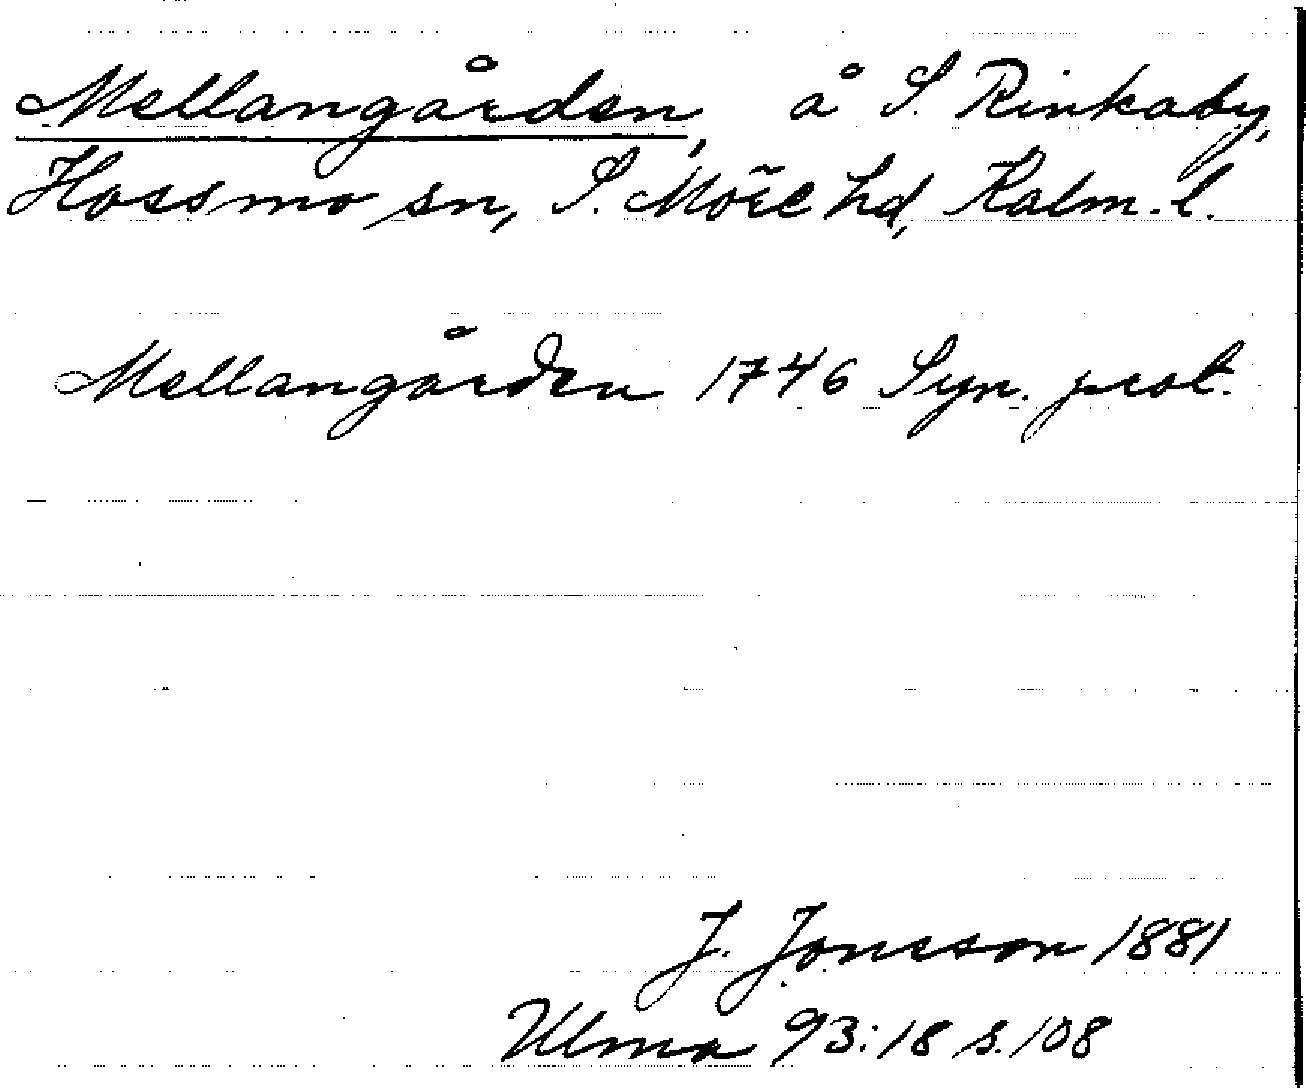 Mellangården, å S. Rinkaby,
Hossmo sn, S. Möre hd, Kalm. l.
Mellangården 1746 Syn. prot.
J. Jonsson 1881
Ulma 93:18 s. 108